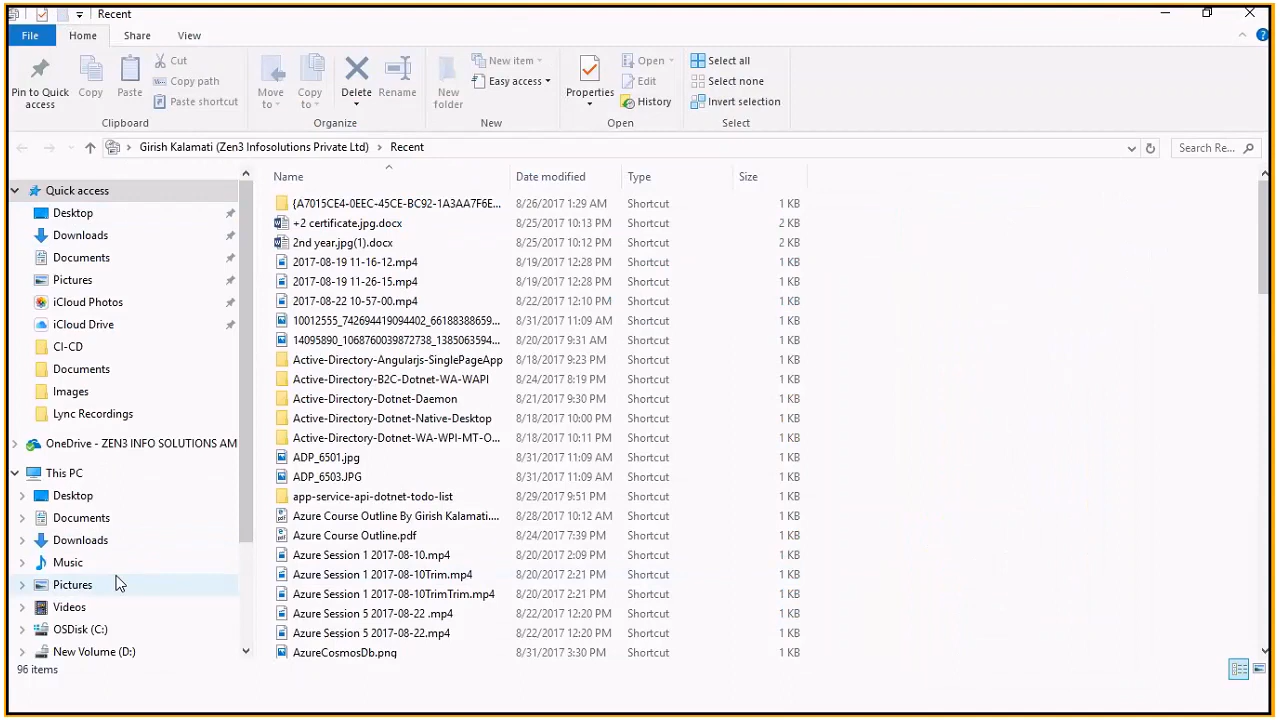 Recent
File Home Share View
Pin to Quick access
Copy
Paste
Cut
Copy path
Paste shortcut
Clipboard
Move to
Copy to
Delete
Rename
Organize
New folder
New item
Easy access
New
Properties
Open
Edit
History
Open
Select all
Select none
Invert selection
Select
Girish Kalamati (Zen3 Infosolutions Private Ltd) Recent
Search Re...
Quick access
Desktop
Downloads
Documents
Pictures
iCloud Photos
iCloud Drive
CI-CD
Documents
Images
Lync Recordings
OneDrive - ZEN3 INFO SOLUTIONS AM
This PC
Desktop
Documents
Downloads
Music
Pictures
Videos
OSDisk (C:)
New Volume (D:)
Name Date modified Type Size
{A7015CE4-0EEC-45CE-BC92-1A3AA7F6E... 8/26/2017 1:29 AM Shortcut 1 KB
+2 certificate.jpg.docx 8/25/2017 10:13 PM Shortcut 2 KB
2nd year.jpg(1).docx 8/25/2017 10:12 PM Shortcut 2 KB
2017-08-19 11-16-12.mp4 8/19/2017 12:28 PM Shortcut 1 KB
2017-08-19 11-26-15.mp4 8/19/2017 12:28 PM Shortcut 1 KB
2017-08-22 10-57-00.mp4 8/22/2017 12:10 PM Shortcut 1 KB
10012555_742694419094402_66188388659... 8/31/2017 11:09 AM Shortcut 1 KB
14095890_1068760039872738_1385063594... 8/20/2017 9:31 AM Shortcut 1 KB
Active-Directory-Angularjs-SinglePageApp 8/18/2017 9:23 PM Shortcut 1 KB
Active-Directory-B2C-Dotnet-WA-WAPI 8/24/2017 8:19 PM Shortcut 1 KB
Active-Directory-Dotnet-Daemon 8/21/2017 9:30 PM Shortcut 1 KB
Active-Directory-Dotnet-Native-Desktop 8/18/2017 10:00 PM Shortcut 1 KB
Active-Directory-Dotnet-WA-WPI-MT-O... 8/18/2017 10:11 PM Shortcut 1 KB
ADP_6501.jpg 8/31/2017 11:09 AM Shortcut 1 KB
ADP_6503.JPG 8/31/2017 11:09 AM Shortcut 1 KB
app-service-api-dotnet-todo-list 8/29/2017 9:51 PM Shortcut 1 KB
Azure Course Outline By Girish Kalamati.... 8/28/2017 10:12 AM Shortcut 1 KB
Azure Course Outline.pdf 8/24/2017 7:39 PM Shortcut 1 KB
Azure Session 1 2017-08-10.mp4 8/20/2017 2:09 PM Shortcut 1 KB
Azure Session 1 2017-08-10Trim.mp4 8/20/2017 2:21 PM Shortcut 1 KB
Azure Session 1 2017-08-10TrimTrim.mp4 8/20/2017 2:21 PM Shortcut 1 KB
Azure Session 5 2017-08-22 .mp4 8/22/2017 12:20 PM Shortcut 1 KB
Azure Session 5 2017-08-22.mp4 8/22/2017 12:20 PM Shortcut 1 KB
AzureCosmosDb.png 8/31/2017 3:30 PM Shortcut 1 KB
96 items